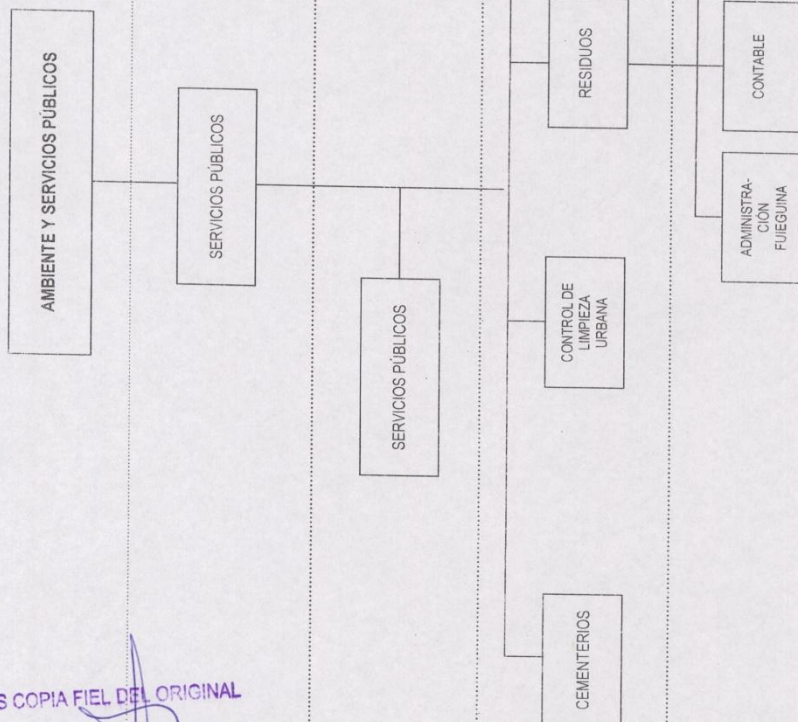 AMBIENTE Y SERVICIOS PÚBLICOS
SERVICIOS PÚBLICOS
SERVICIOS PÚBLICOS
CEMENTERIOS
CONTROL DE
LIMPIEZA
URBANA
RESIDUOS
ADMINISTRA-
CIÓN
FUIEGUINA
CONTABLE
S COPIA FIEL DEL ORIGINAL